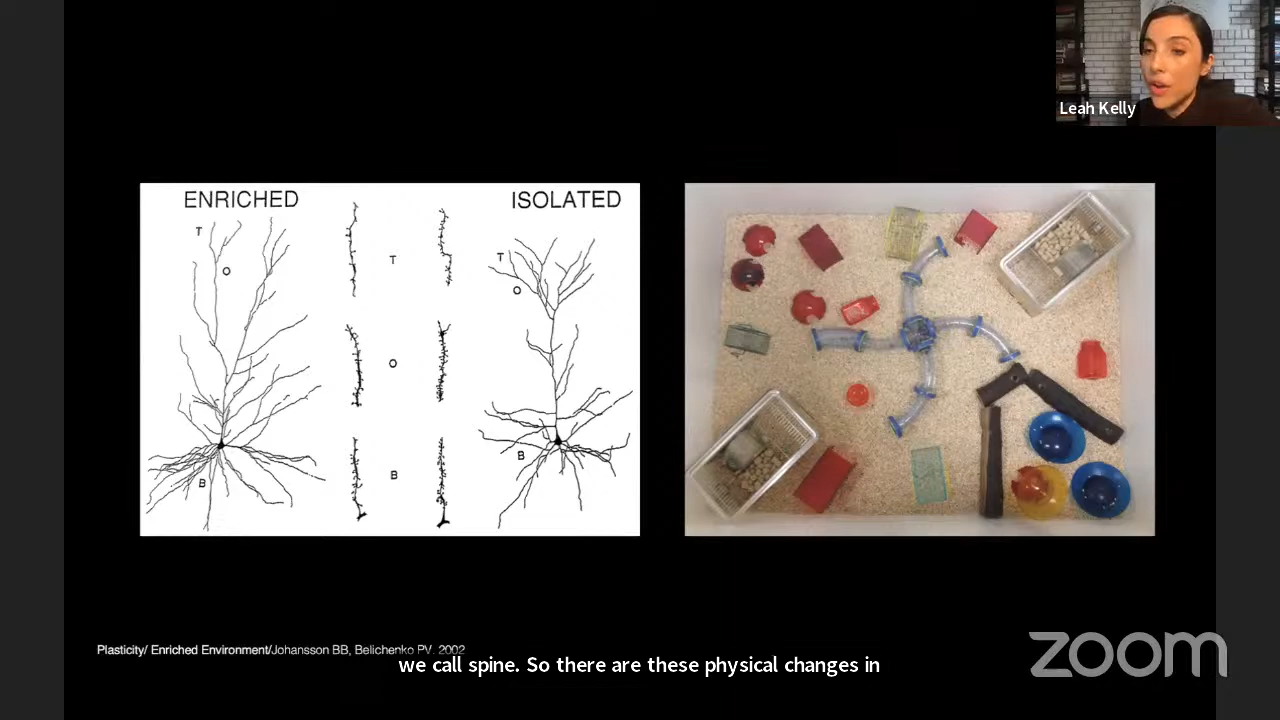 Leah Kelly
ENRICHED
ISOLATED
T
T
T
O
O
O
B
B
B
Plasticity/ Enriched Environment/Johansson BB, Belichenko PV. 2002
we call spine. So there are these physical changes in
zoom